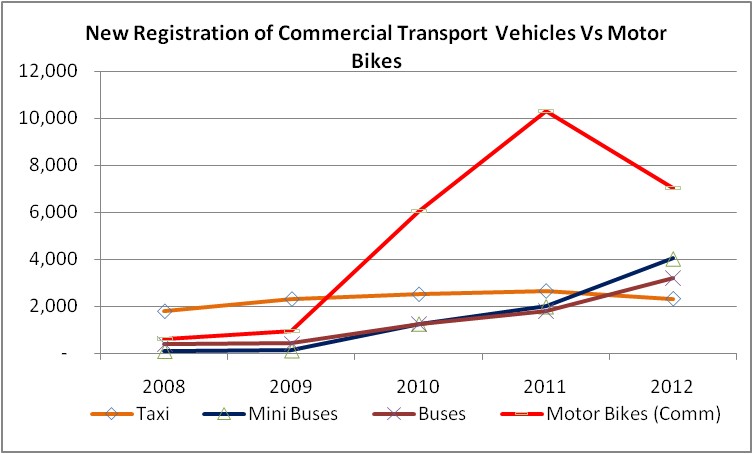 New Registration of Commercial Transport Vehicles Vs Motor
Bikes
12,000
10,000
8,000
6,000
4,000
2,000
-
2008 2009 2010 2011 2012
Taxi Mini Buses Buses Motor Bikes (Comm)